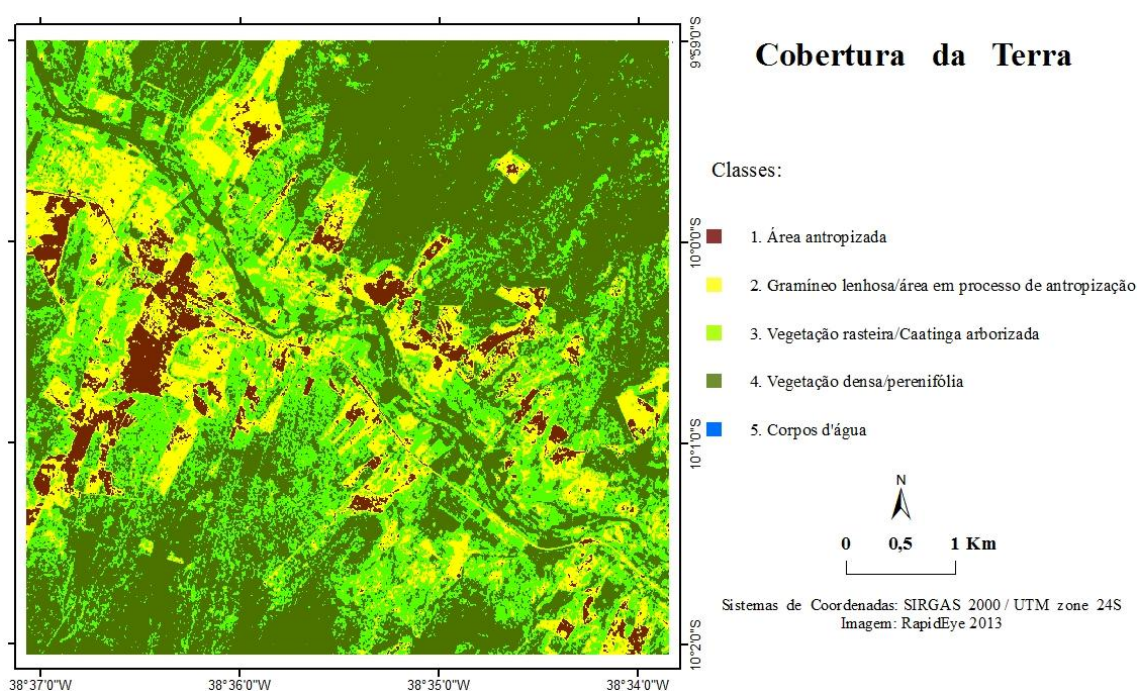 Cobertura da Terra
Classes:
1. Área antropizada
2. Gramíneo lenhosa/área em processo de antropização
3. Vegetação rasteira/Caatinga arborizada
4. Vegetação densa/perenifólia
5. Corpos d'água
N
0 0,5 1 Km
Sistemas de Coordenadas: SIRGAS 2000 / UTM zone 24S
Imagem: RapidEye 2013
9°59'0"S
10°0'0"S
10°1'0"S
10°2'0"S
38°37'0"W 38°36'0"W 38°35'0"W 38°34'0"W